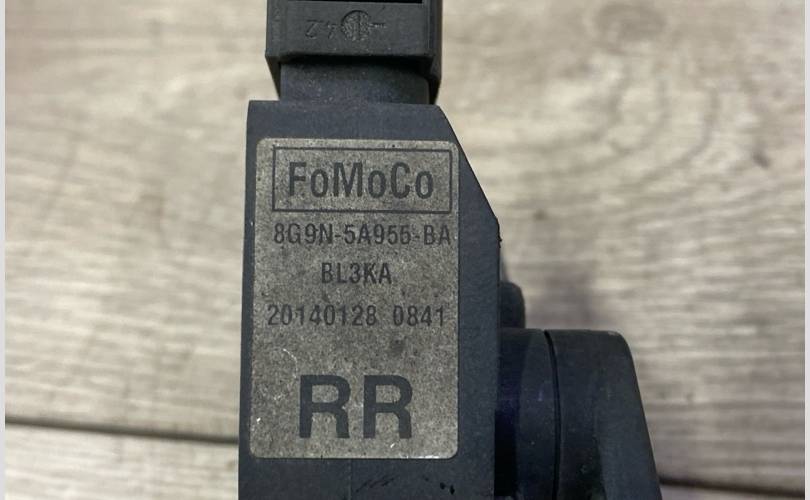 FoMoCo
8G9N-5A955-BA
BL3KA
20140128 0841
RR